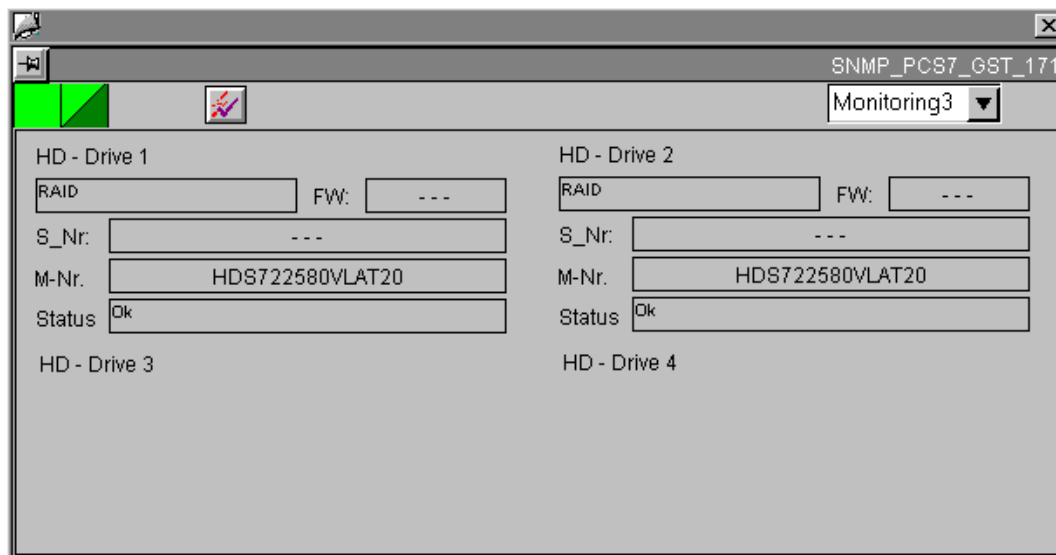 SNMP_PCS7_GST_171
Monitoring3
HD - Drive 1
RAID
FW: - - -
S_Nr: - - -
M-Nr. HDS722580VLAT20
Status Ok
HD - Drive 2
RAID
FW: - - -
S_Nr: - - -
M-Nr. HDS722580VLAT20
Status Ok
HD - Drive 3
HD - Drive 4